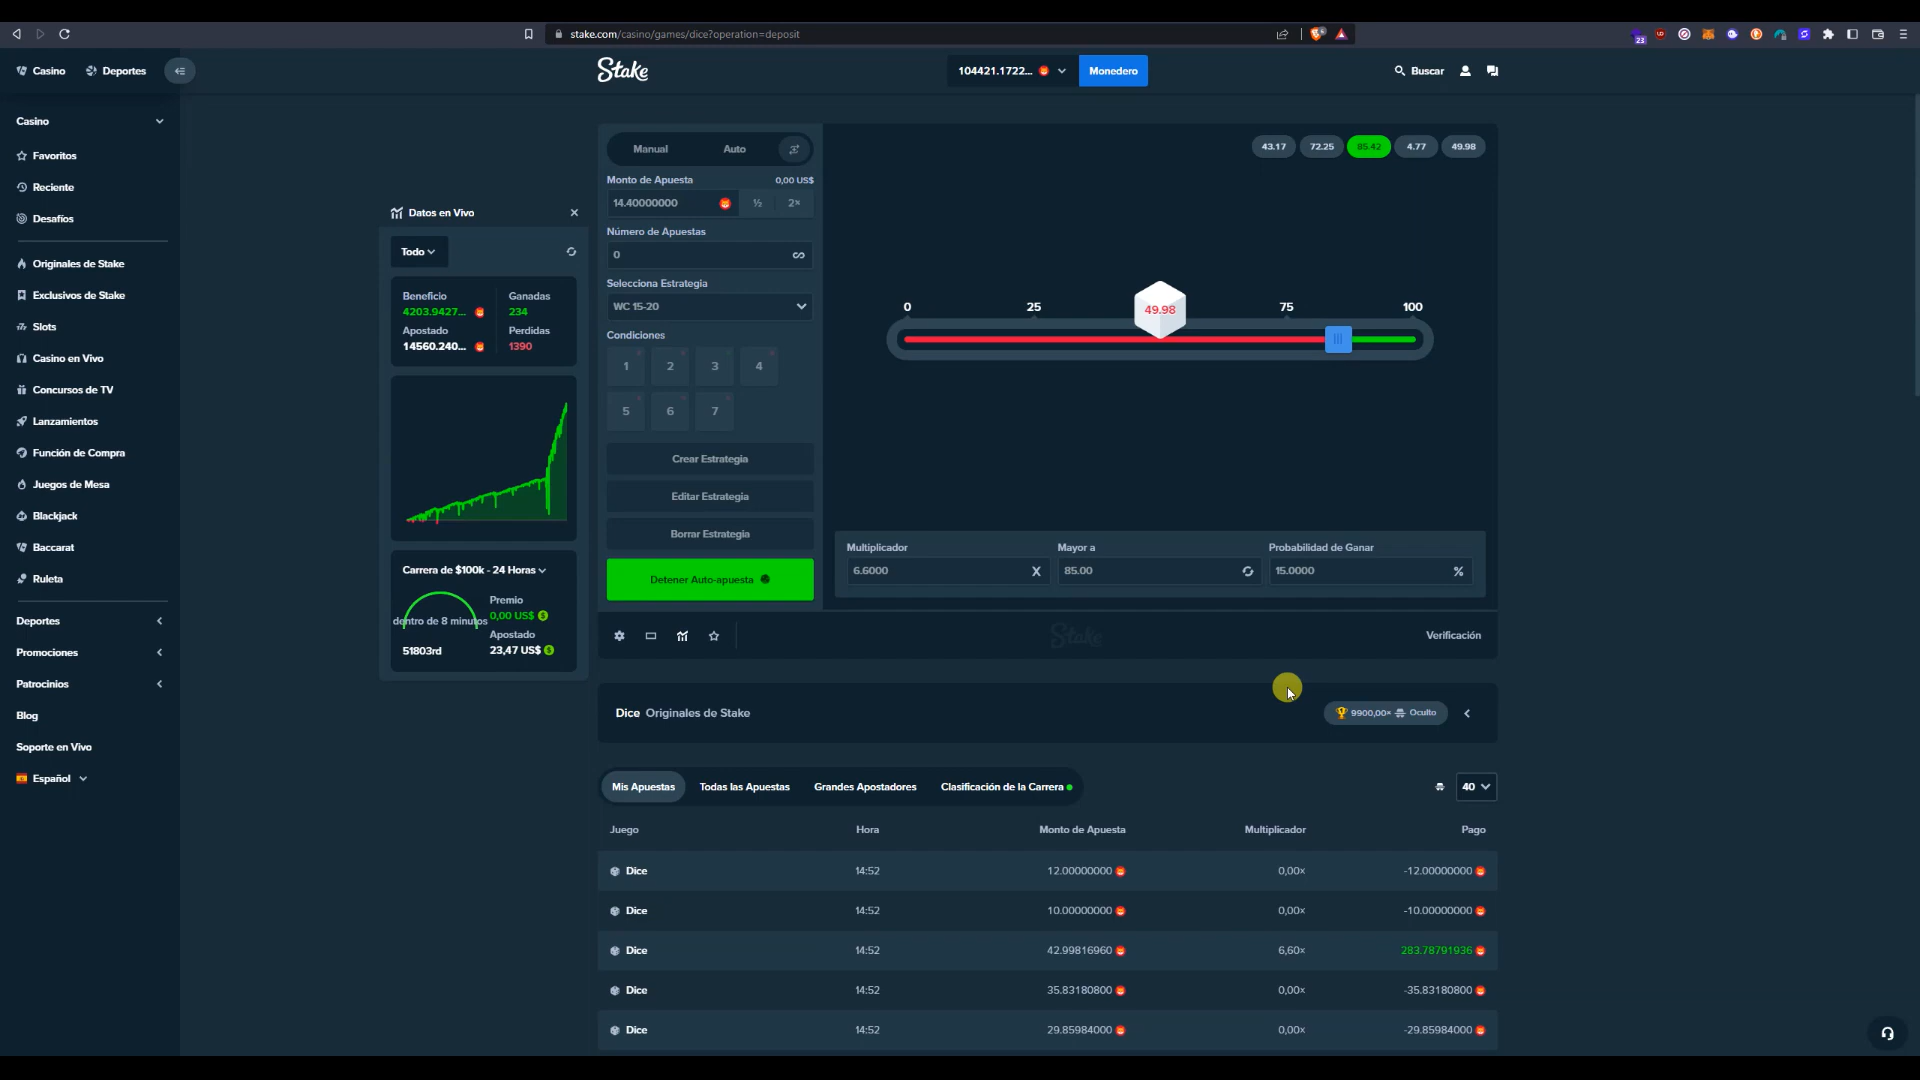 stake.com/casino/games/dice?operation=deposit
23
Casino
Deportes
Stake
104421.1722...
Monedero
Buscar
Casino
Favoritos
Reciente
Desafíos
Originales de Stake
Exclusivos de Stake
Slots
Casino en Vivo
Concursos de TV
Lanzamientos
Función de Compra
Juegos de Mesa
Blackjack
Baccarat
Ruleta
Deportes
Promociones
Patrocinios
Blog
Soporte en Vivo
Español
Datos en Vivo
Todo
Beneficio
4203.9427...
Ganadas
234
Apostado
14560.240...
Perdidas
1390
Carrera de $100k - 24 Horas
dentro de 8 minutos
51803rd
Premio
0,00 US$
Apostado
23,47 US$
Manual Auto
Monto de Apuesta 0,00 US$
14.40000000 ½ 2×
Número de Apuestas
0
Selecciona Estrategia
WC 15-20
Condiciones
1 2 3 4
5 6 7
Crear Estrategia
Editar Estrategia
Borrar Estrategia
Detener Auto-apuesta
43.17 72.25 85.42 4.77 49.98
0 25 75 100
49.98
Multiplicador Mayor a Probabilidad de Ganar
6.6000 X 85.00 15.0000 %
Stake
Verificación
Dice Originales de Stake
9900,00× Oculto
Mis Apuestas Todas las Apuestas Grandes Apostadores Clasificación de la Carrera 40
Juego Hora Monto de Apuesta Multiplicador Pago
Dice 14:52 12.00000000 0,00× -12.00000000
Dice 14:52 10.00000000 0,00× -10.00000000
Dice 14:52 42.99816960 6,60× 283.78791936
Dice 14:52 35.83180800 0,00× -35.83180800
Dice 14:52 29.85984000 0,00× -29.85984000